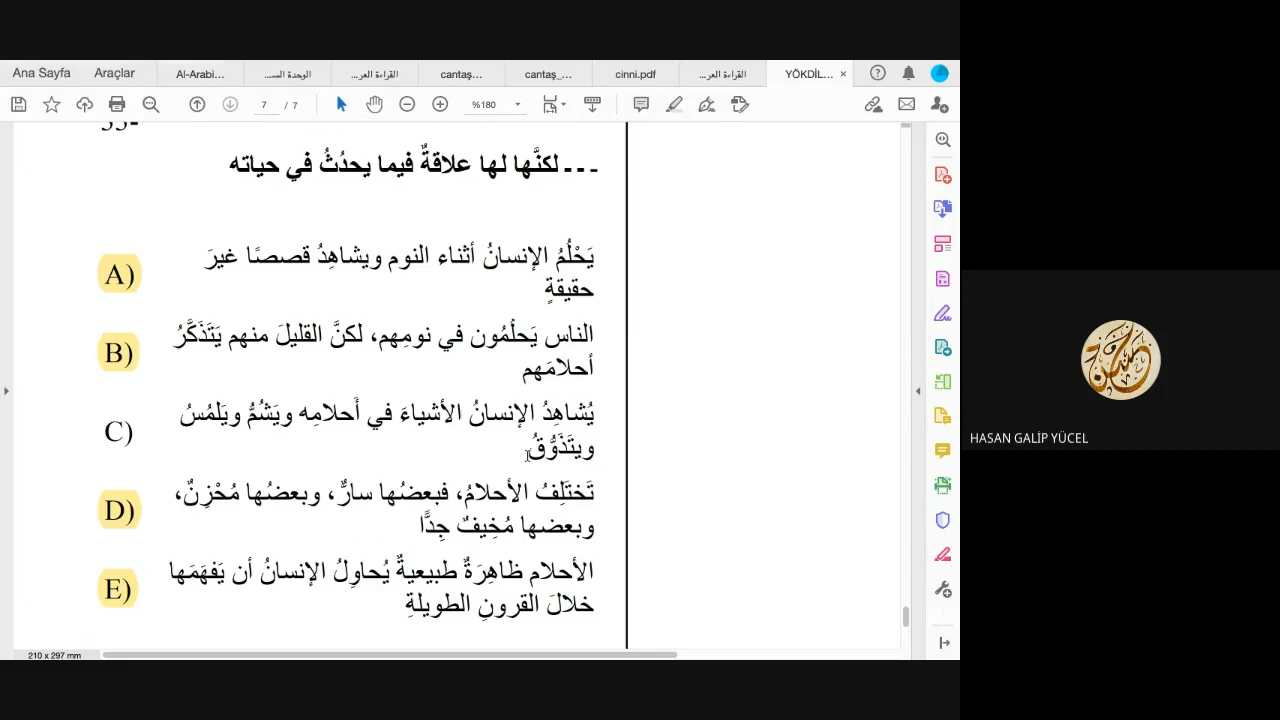 Ana Sayfa Araçlar Al-Arabi... الوحدة الســ... القراءة العر... cantaş... cantaş_... cinni.pdf القراءة العر... YÖKDİL...
7 / 7 %180
لكنَّها لها علاقةٌ فيما يحدُثُ في حياته - - -
A) يَحْلُمُ الإنسانُ أثناء النوم ويشاهِدُ قصصًا غيرَ
حقيقةٍ
B) الناس يَحلُمُون في نومِهم، لكنَّ القليلَ منهم يَتَذَكَّرُ
أحلامَهم
C) يُشاهِدُ الإنسانُ الأشياءَ في أَحلامِه ويَشُمُّ ويَلمُسُ
ويتَذَوُّقُ
D) تَختَلِفُ الأحلامُ، فبعضُها سارٌّ، وبعضُها مُحْزِنٌ،
وبعضها مُخِيفٌ جِدًّا
E) الأحلام ظاهِرَةٌ طبيعيةٌ يُحاوِلُ الإنسانُ أن يَفهَمَها
خلالَ القرونِ الطويلةِ
210 x 297 mm
HASAN GALİP YÜCEL